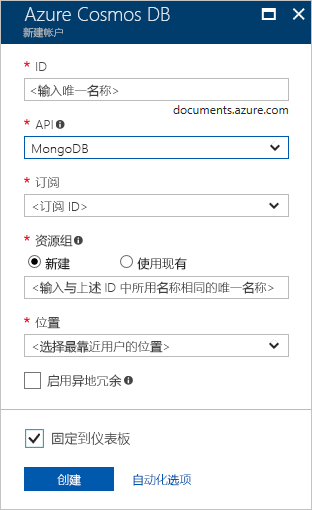 Azure Cosmos DB
新建帐户
* ID
<输入唯一名称>
documents.azure.com
* API
MongoDB
* 订阅
<订阅 ID>
* 资源组
新建 使用现有
<输入与上述 ID 中所用名称相同的唯一名称>
* 位置
<选择最靠近用户的位置>
启用异地冗余
固定到仪表板
创建 自动化选项